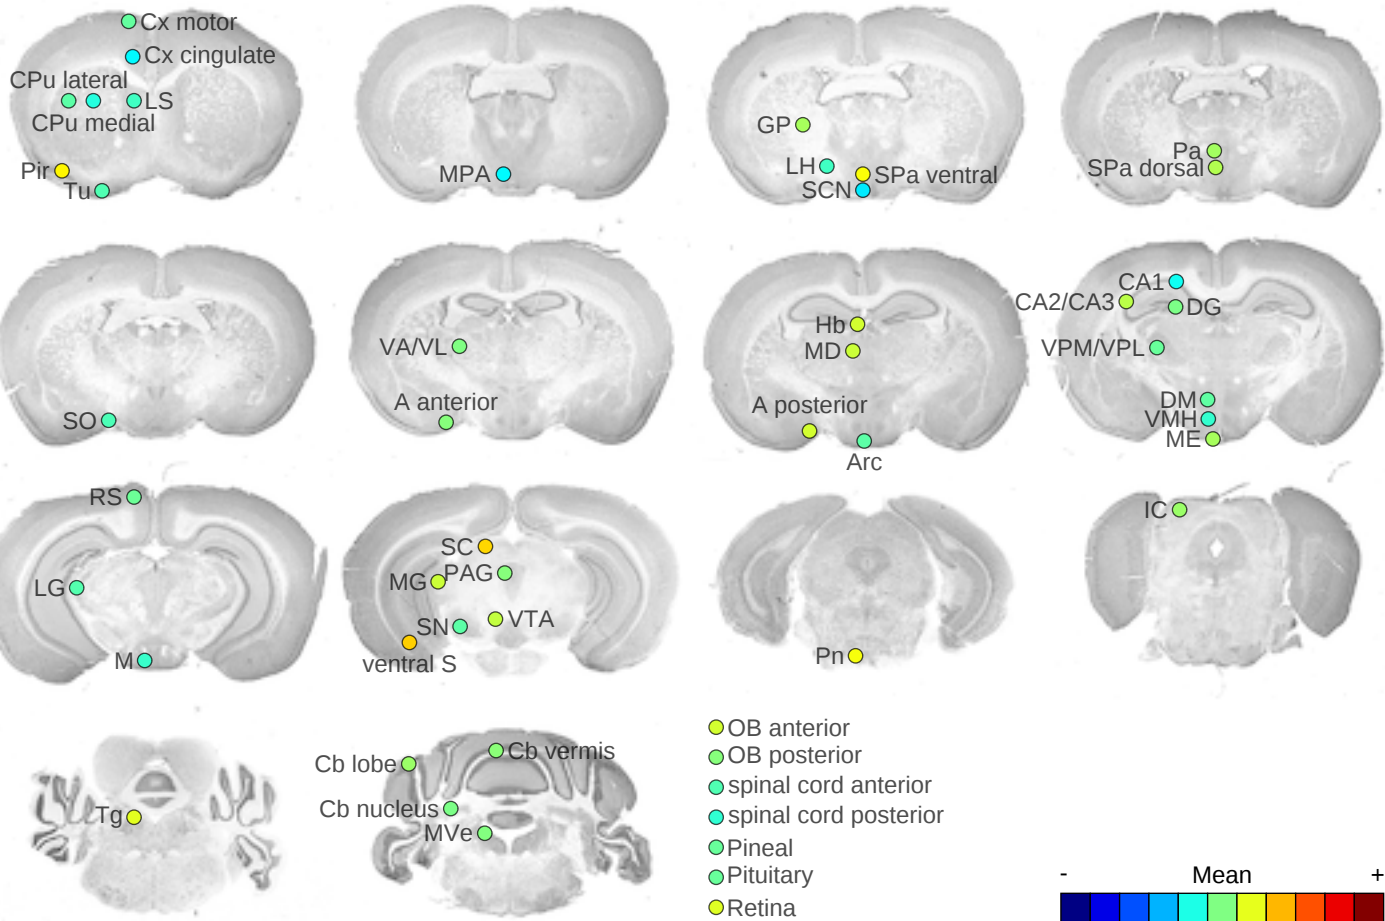 Cx motor
Cx cingulate
CPu lateral
LS
CPu medial
Pir
Tu
MPA
GP
LH
SPa ventral
SCN
Pa
SPa dorsal
SO
VA/VL
A anterior
Hb
MD
A posterior
Arc
CA1
CA2/CA3
DG
VPM/VPL
DM
VMH
ME
RS
LG
M
SC
PAG
MG
VTA
SN
ventral S
Pn
IC
Tg
Cb vermis
Cb lobe
Cb nucleus
MVe
OB anterior
OB posterior
spinal cord anterior
spinal cord posterior
Pineal
Pituitary
Retina
- Mean +